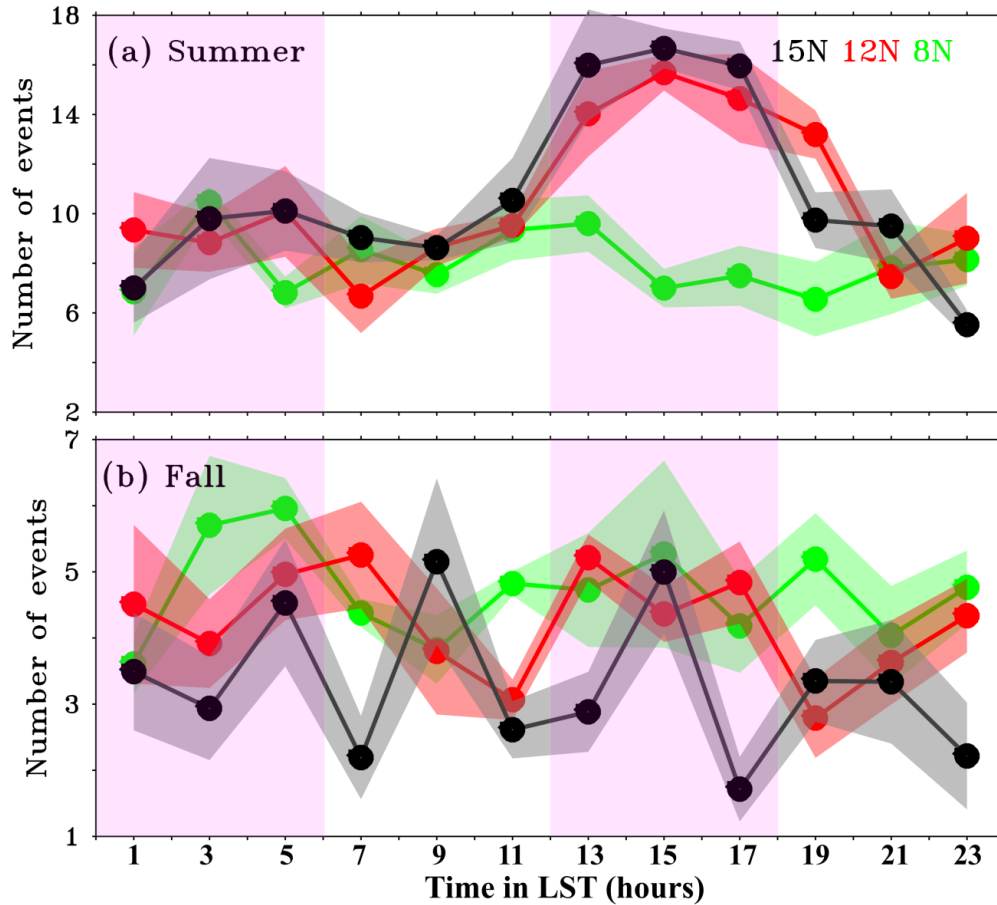 18
(a) Summer
15N 12N 8N
14
10
6
2
Number of events
7
(b) Fall
5
3
1
Number of events
1 3 5 7 9 11 13 15 17 19 21 23
Time in LST (hours)